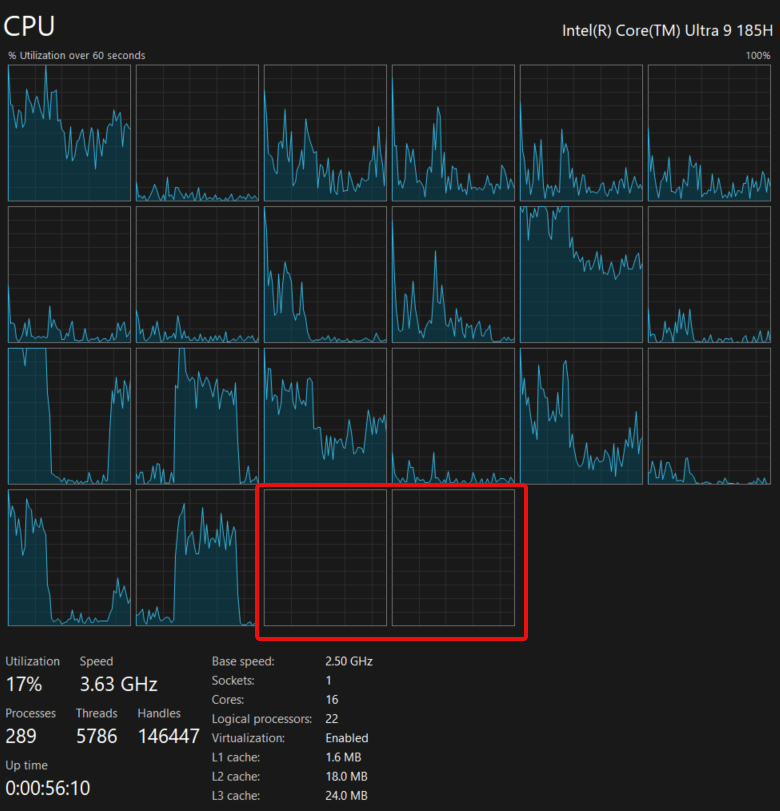 CPU
Intel(R) Core(TM) Ultra 9 185H
% Utilization over 60 seconds
100%
Utilization
Speed
17%
3.63 GHz
Processes
Threads
Handles
289
5786
146447
Up time
0:00:56:10
Base speed:
2.50 GHz
Sockets:
1
Cores:
16
Logical processors:
22
Virtualization:
Enabled
L1 cache:
1.6 MB
L2 cache:
18.0 MB
L3 cache:
24.0 MB